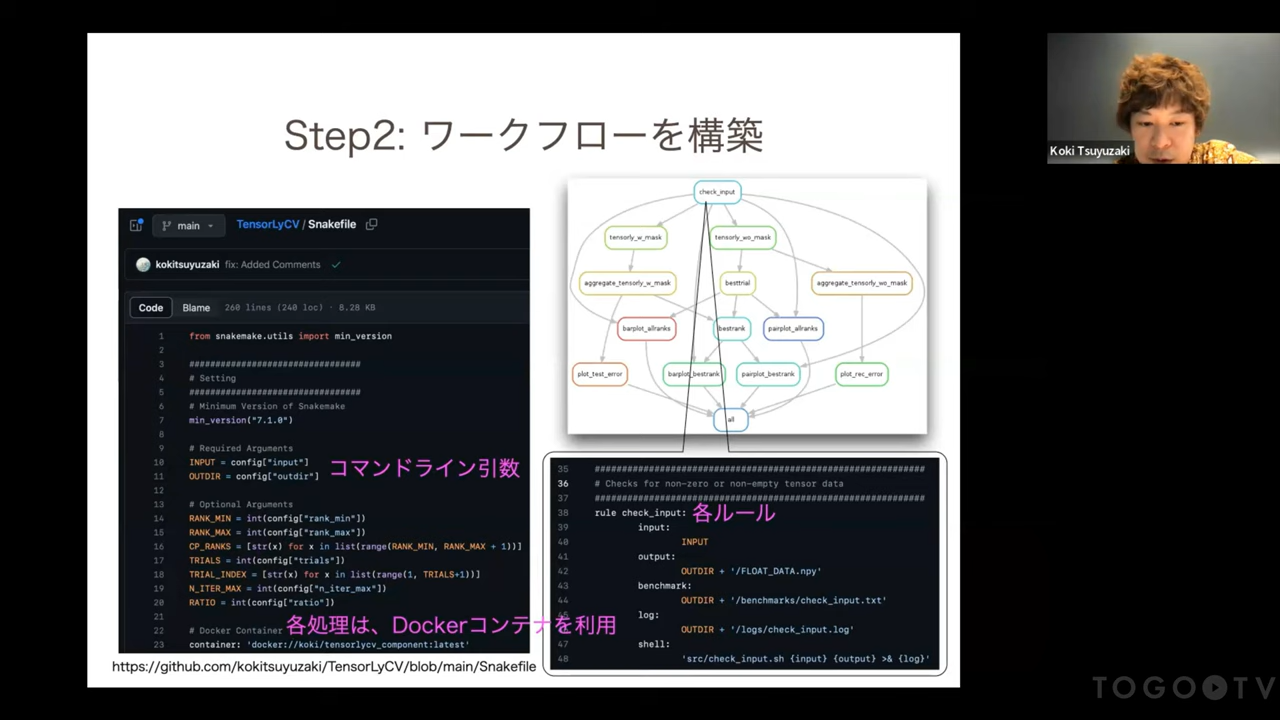 Step2: ワークフローを構築
Koki Tsuyuzaki
main
TensorLyCV / Snakefile
kokitsuyuzaki fix: Added Comments
Code Blame 260 lines (240 loc) · 8.28 KB
1 from snakemake.utils import min_version
2
3 #################################
4 # Setting
5 #################################
6 # Minimum Version of Snakemake
7 min_version("7.1.0")
8
9 # Required Arguments
10 INPUT = config["input"]
11 OUTDIR = config["outdir"]
コマンドライン引数
12
13 # Optional Arguments
14 RANK_MIN = int(config["rank_min"])
15 RANK_MAX = int(config["rank_max"])
16 CP_RANKS = [str(x) for x in list(range(RANK_MIN, RANK_MAX + 1))]
17 TRIALS = int(config["trials"])
18 TRIAL_INDEX = [str(x) for x in list(range(1, TRIALS+1))]
19 N_ITER_MAX = int(config["n_iter_max"])
20 RATIO = int(config["ratio"])
21
22 # Docker Container
各処理は、Dockerコンテナを利用
23 container: 'docker://koki/tensorlycv_component:latest'
https://github.com/kokitsuyuzaki/TensorLyCV/blob/main/Snakefile
check_input
tensorly_w_mask
tensorly_wo_mask
aggregate_tensorly_w_mask
besttrial
aggregate_tensorly_wo_mask
barplot_allranks
bestrank
pairplot_allranks
plot_test_error
barplot_bestrank
pairplot_bestrank
plot_rec_error
all
35 ###############################################################
36 # Checks for non-zero or non-empty tensor data
37 ###############################################################
38 rule check_input:
各ルール
39 input:
40 INPUT
41 output:
42 OUTDIR + '/FLOAT_DATA.npy'
43 benchmark:
44 OUTDIR + '/benchmarks/check_input.txt'
45 log:
46 OUTDIR + '/logs/check_input.log'
47 shell:
48 'src/check_input.sh {input} {output} >& {log}'
TOGOTV